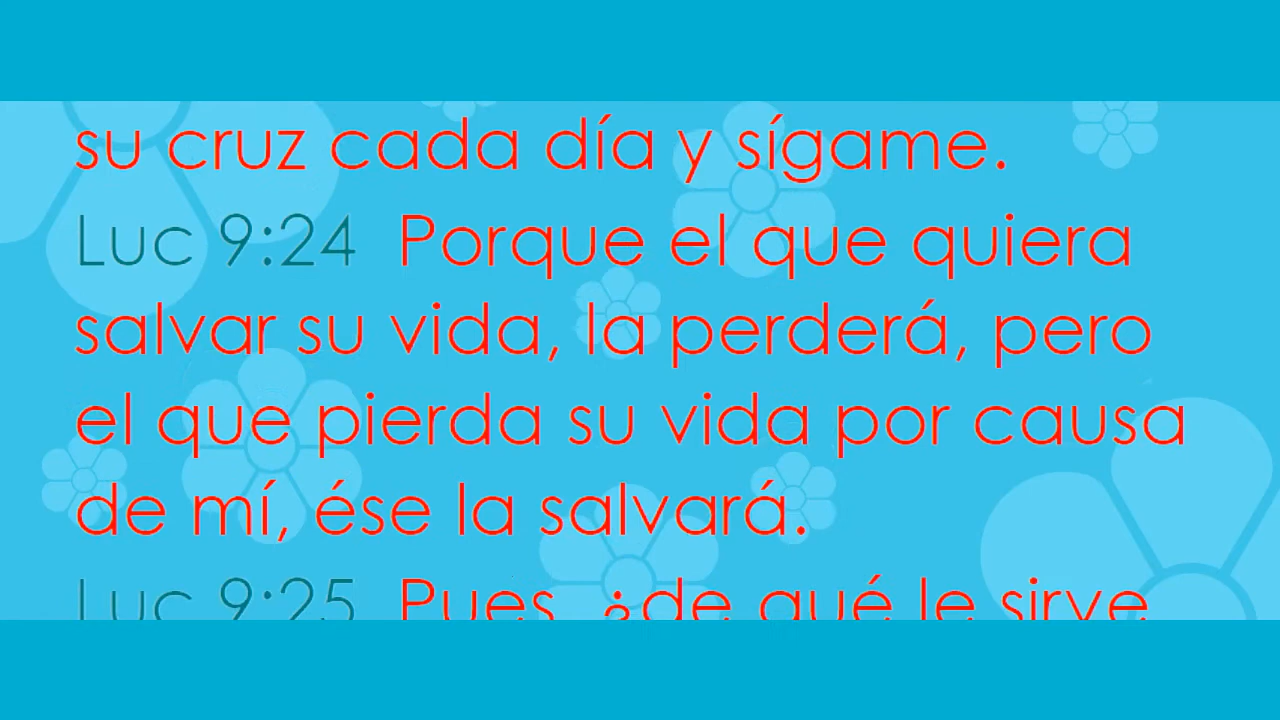 su cruz cada día y sígame.
Luc 9:24 Porque el que quiera
salvar su vida, la perderá, pero
el que pierda su vida por causa
de mí, ése la salvará.
Luc 9:25 Pues, ¿de qué le sirve